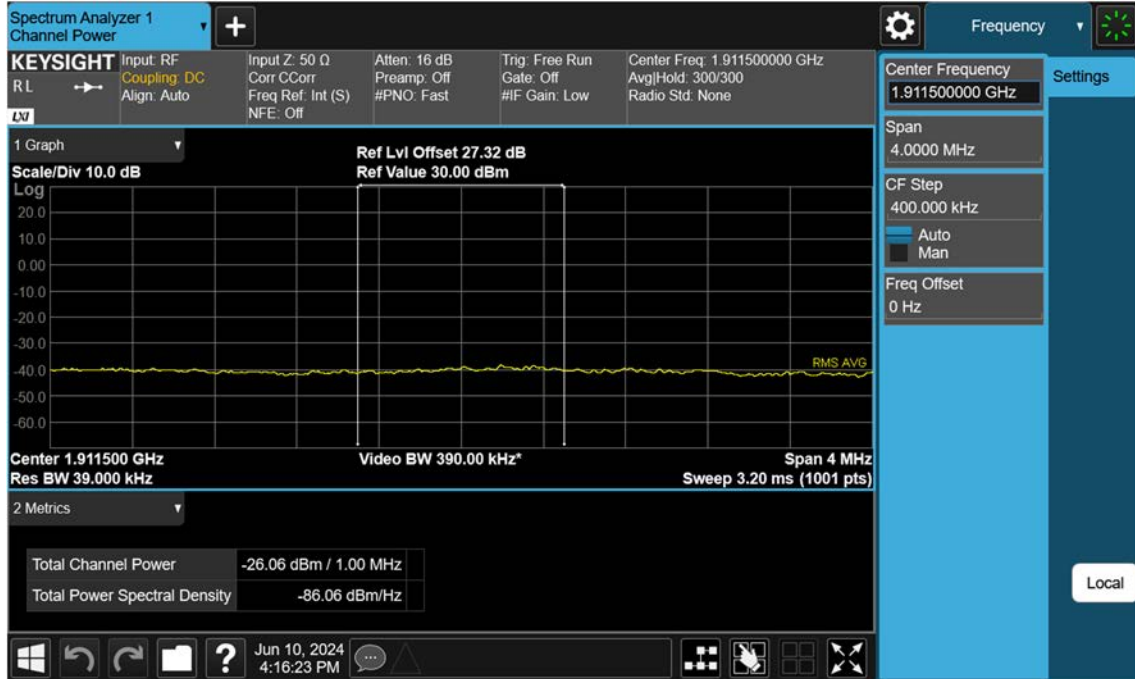 Spectrum Analyzer 1
Channel Power
Frequency
KEYSIGHT
R L
LXI
Input: RF
Coupling: DC
Align: Auto
Input Z: 50 Ω
Corr CCorr
Freq Ref: Int (S)
NFE: Off
Atten: 16 dB
Preamp: Off
#PNO: Fast
Trig: Free Run
Gate: Off
#IF Gain: Low
Center Freq: 1.911500000 GHz
Avg|Hold: 300/300
Radio Std: None
Center Frequency
1.911500000 GHz
Settings
Span
4.0000 MHz
CF Step
400.000 kHz
Auto
Man
Freq Offset
0 Hz
Local
1 Graph
Scale/Div 10.0 dB
Ref Lvl Offset 27.32 dB
Ref Value 30.00 dBm
Log
20.0
10.0
0.00
-10.0
-20.0
-30.0
-40.0
-50.0
-60.0
RMS AVG
Center 1.911500 GHz
Video BW 390.00 kHz*
Span 4 MHz
Res BW 39.000 kHz
Sweep 3.20 ms (1001 pts)
2 Metrics
Total Channel Power -26.06 dBm / 1.00 MHz
Total Power Spectral Density -86.06 dBm/Hz
?
Jun 10, 2024
4:16:23 PM